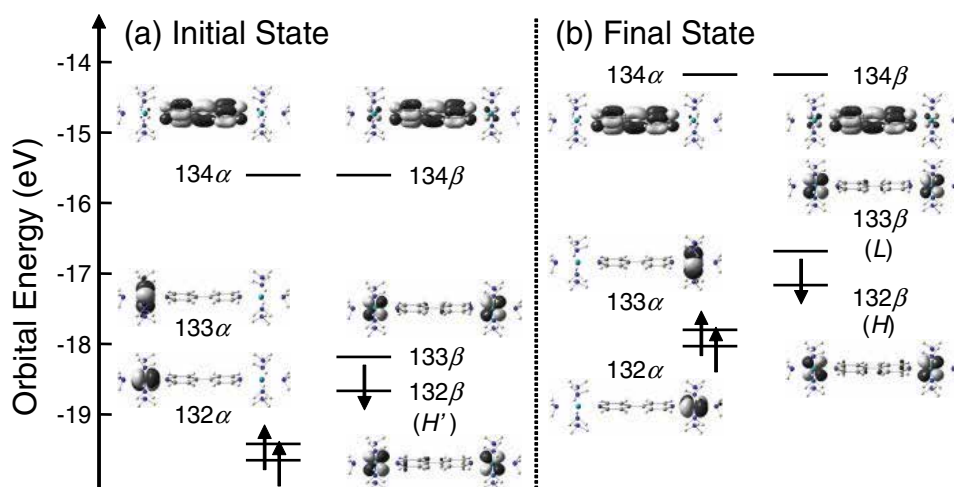 (a) Initial State
(b) Final State
Orbital Energy (eV)
-14
-15
-16
-17
-18
-19
134α
134β
133α
133β
132α
132β
(H')
134α
134β
133β
(L)
133α
132β
(H)
132α